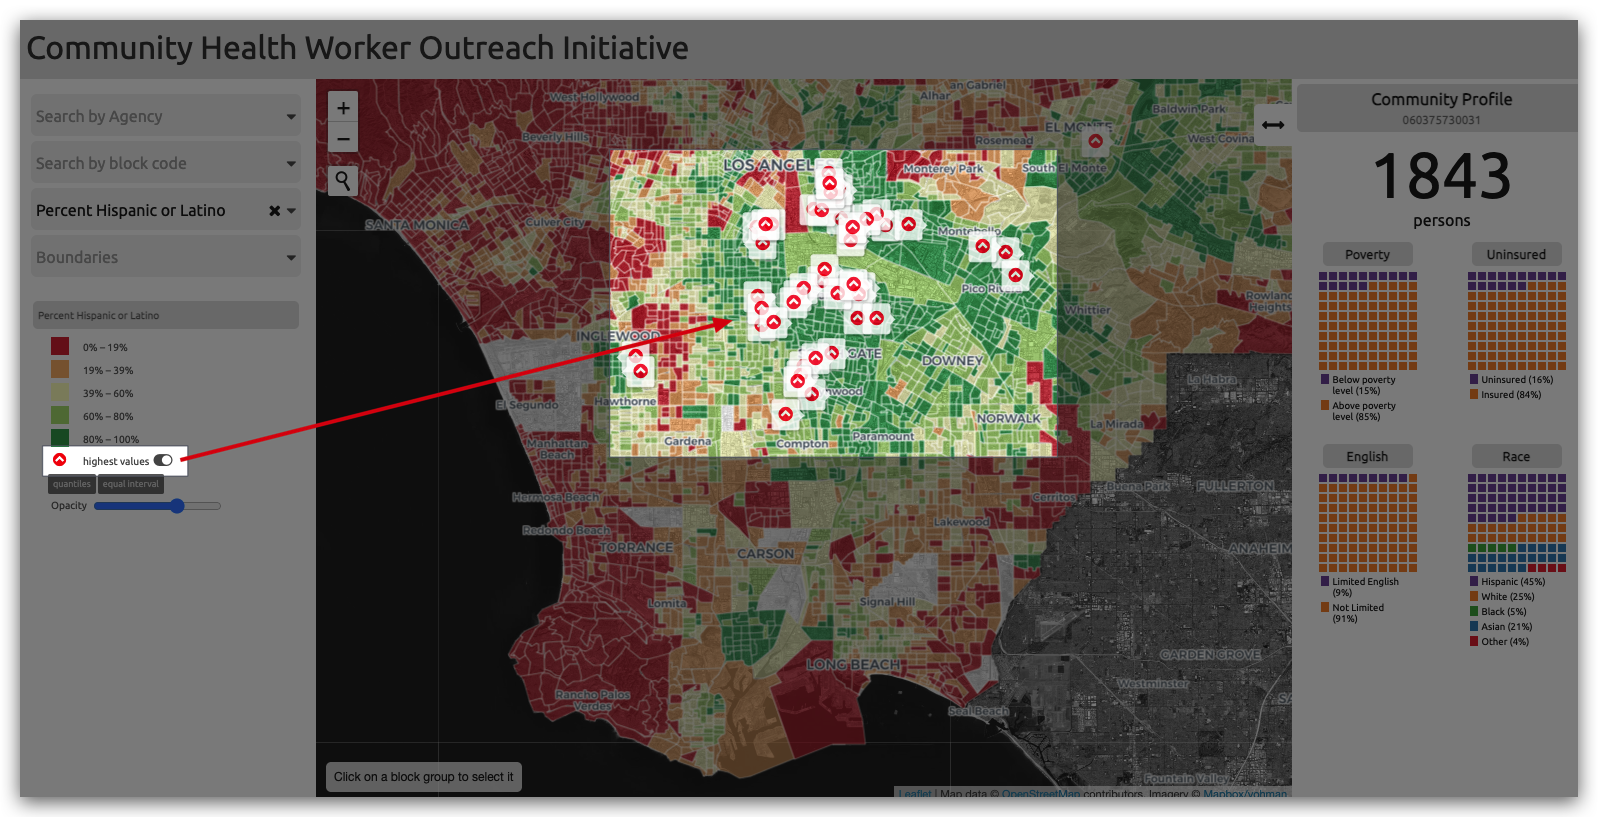 Community Health Worker Outreach Initiative
Search by Agency
Search by block code
Percent Hispanic or Latino
Boundaries
Percent Hispanic or Latino
0% – 19%
19% – 39%
39% – 60%
60% – 80%
80% – 100%
highest values
quantiles
equal interval
Opacity
+
−
West Hollywood
Beverly Hills
SANTA MONICA
Culver City
LOS ANGEL
an Gabriel
Alhar
Rosemead
EL MONTE
Baldwin Park
West Covina
Monterey Park
South El Monte
Montebello
Pico Ri
Whittier
Rowland
Heights
INGLEWOOD
GATE
DOWNEY
La Habra
El Segundo
Hawthorne
nwood
NORWALK
La Mirada
Manhattan
Beach
Gardena
Compton
Paramount
Hermosa Beach
Cerritos
Buena Park
FULLERTON
Redondo Beach
Lakewood
TORRANCE
CARSON
ANAHEIM
Lomita
Signal Hill
LONG BEACH
GARDEN GROVE
Rancho Palos
Verdes
Westminster
Seal Beach
SA
Fountain Valley
Click on a block group to select it
Leaflet | Map data © OpenStreetMap contributors, Imagery © Mapbox/yohman
Community Profile
060375730031
1843
persons
Poverty
Below poverty
level (15%)
Above poverty
level (85%)
Uninsured
Uninsured (16%)
Insured (84%)
English
Limited English
(9%)
Not Limited
(91%)
Race
Hispanic (45%)
White (25%)
Black (5%)
Asian (21%)
Other (4%)